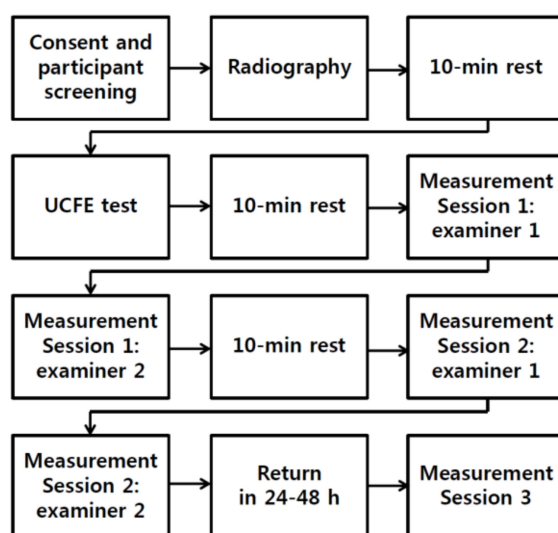 Consent and
participant
screening
Radiography
10-min rest
UCFE test
10-min rest
Measurement
Session 1:
examiner 1
Measurement
Session 1:
examiner 2
10-min rest
Measurement
Session 2:
examiner 1
Measurement
Session 2:
examiner 2
Return
in 24-48 h
Measurement
Session 3